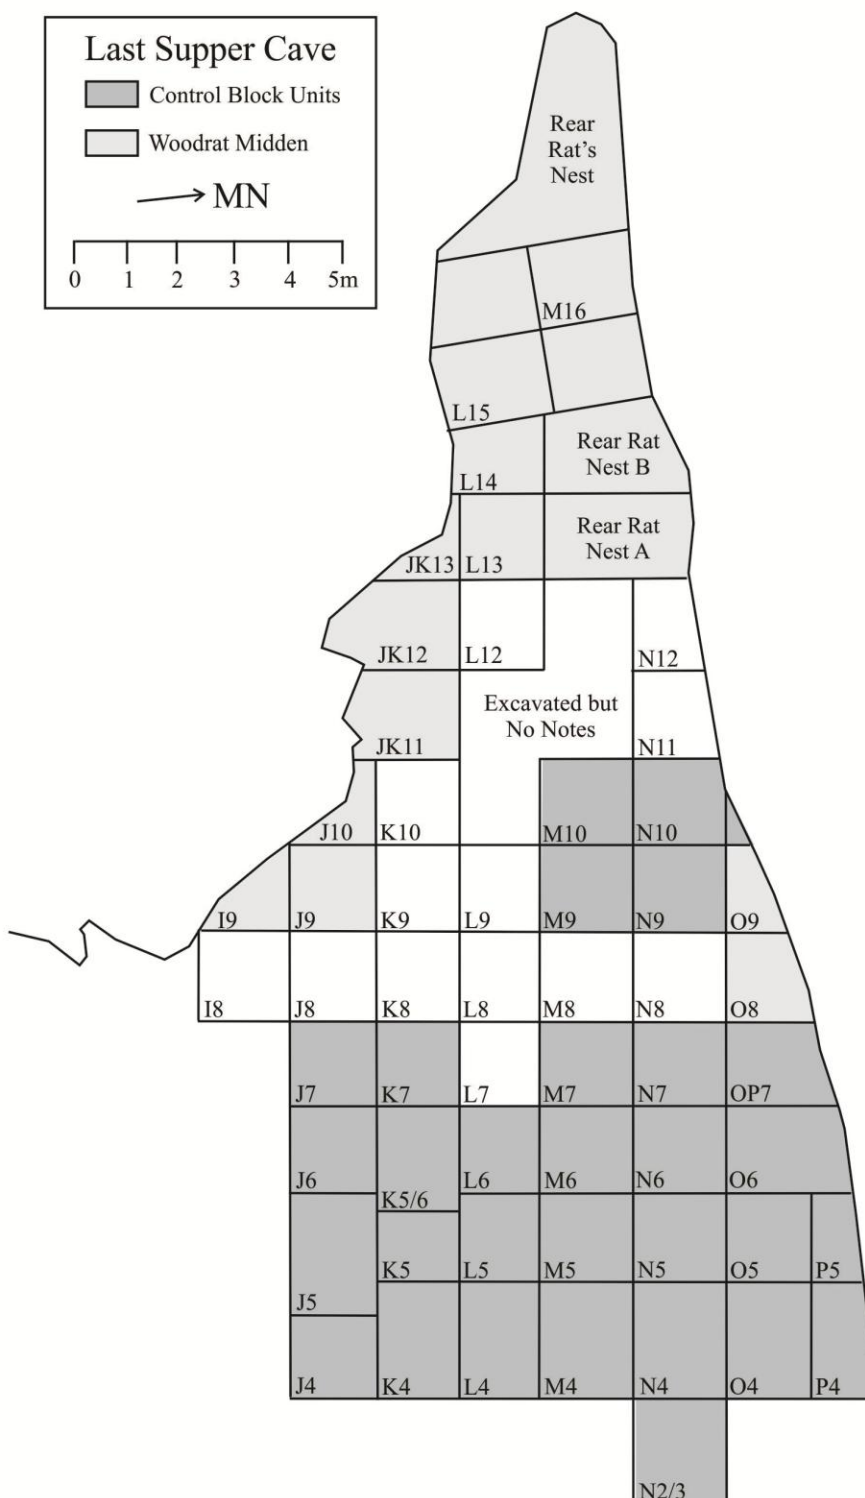 Last Supper Cave
Control Block Units
Woodrat Midden
MN
0 1 2 3 4 5m
Rear
Rat's
Nest
M16
L15
Rear Rat
Nest B
L14
Rear Rat
Nest A
JK13 L13
JK12 L12 N12
Excavated but
No Notes
JK11 N11
J10 K10 M10 N10
I9 J9 K9 L9 M9 N9 O9
I8 J8 K8 L8 M8 N8 O8
J7 K7 L7 M7 N7 OP7
J6 L6 M6 N6 O6
K5/6
K5 L5 M5 N5 O5 P5
J5
J4 K4 L4 M4 N4 O4 P4
N2/3